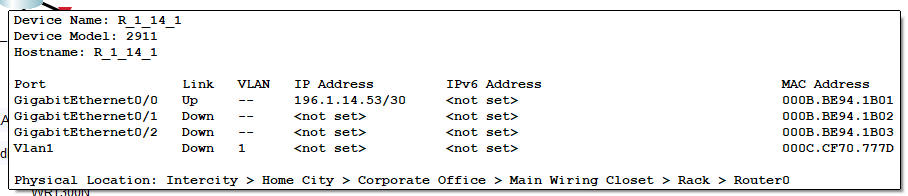 Device Name: R_1_14_1
Device Model: 2911
Hostname: R_1_14_1
Port Link VLAN IP Address IPv6 Address MAC Address
GigabitEthernet0/0 Up -- 196.1.14.53/30 <not set> 000B.BE94.1B01
GigabitEthernet0/1 Down -- <not set> <not set> 000B.BE94.1B02
GigabitEthernet0/2 Down -- <not set> <not set> 000B.BE94.1B03
Vlan1 Down 1 <not set> <not set> 000C.CF70.777D
Physical Location: Intercity > Home City > Corporate Office > Main Wiring Closet > Rack > Router0